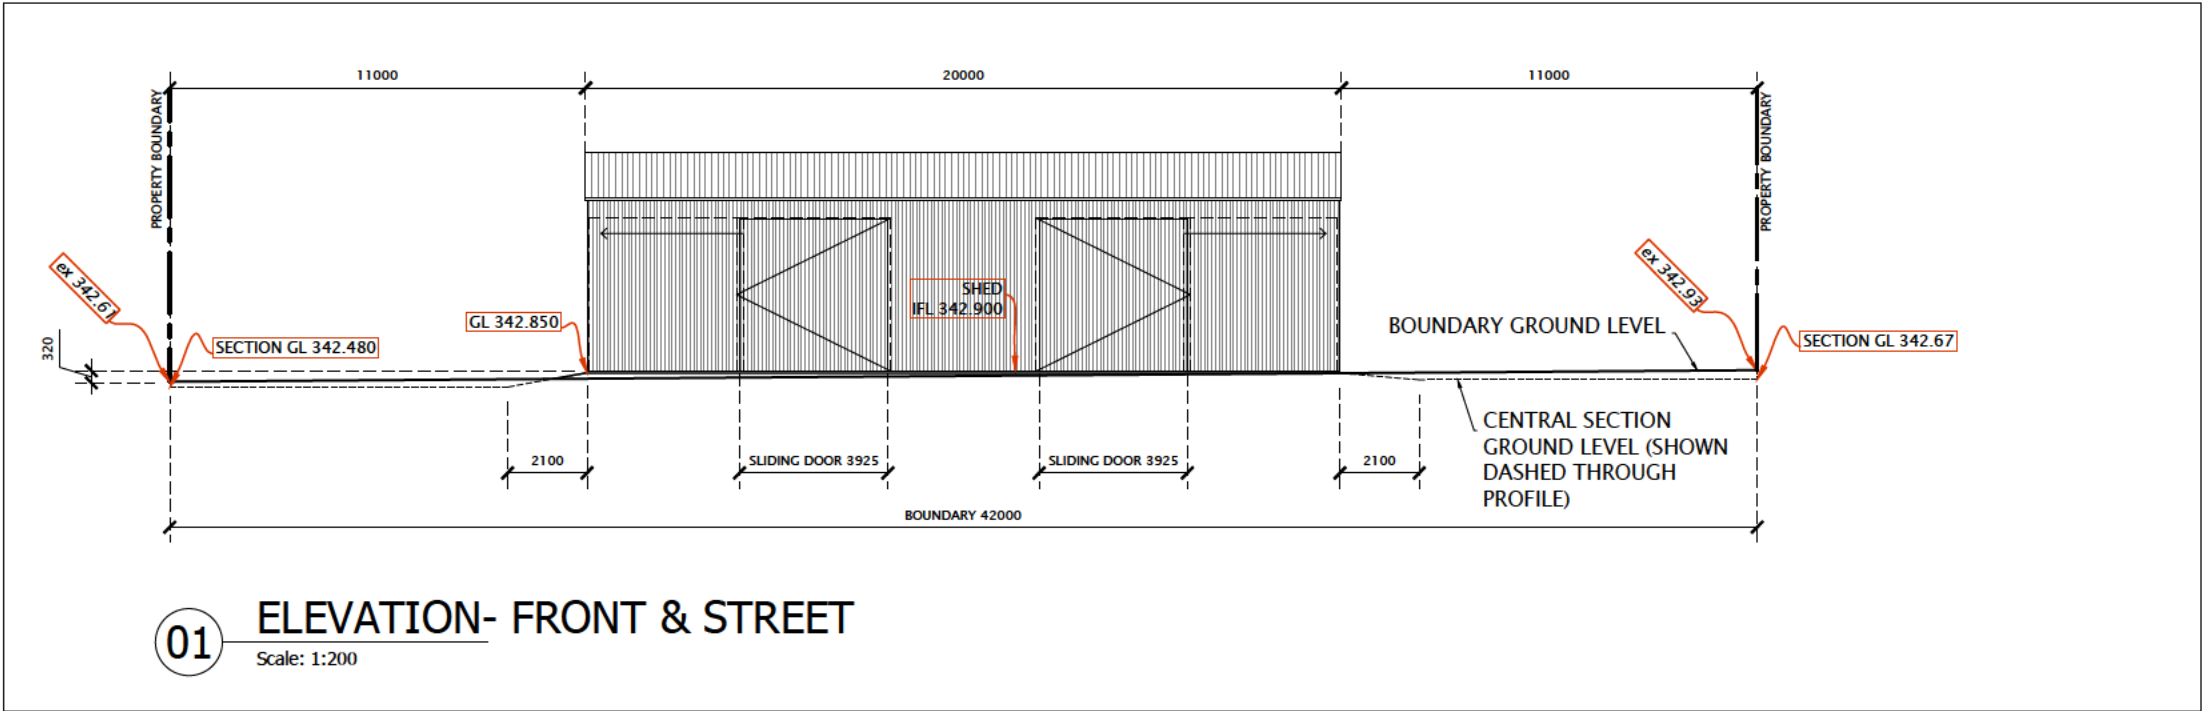 11000
20000
11000
PROPERTY BOUNDARY
PROPERTY BOUNDARY
ex 342.61
ex 342.93
SHED
IFL 342.900
GL 342.850
BOUNDARY GROUND LEVEL
SECTION GL 342.480
SECTION GL 342.67
320
CENTRAL SECTION
GROUND LEVEL (SHOWN
DASHED THROUGH
PROFILE)
2100
SLIDING DOOR 3925
SLIDING DOOR 3925
2100
BOUNDARY 42000
01
ELEVATION- FRONT & STREET
Scale: 1:200